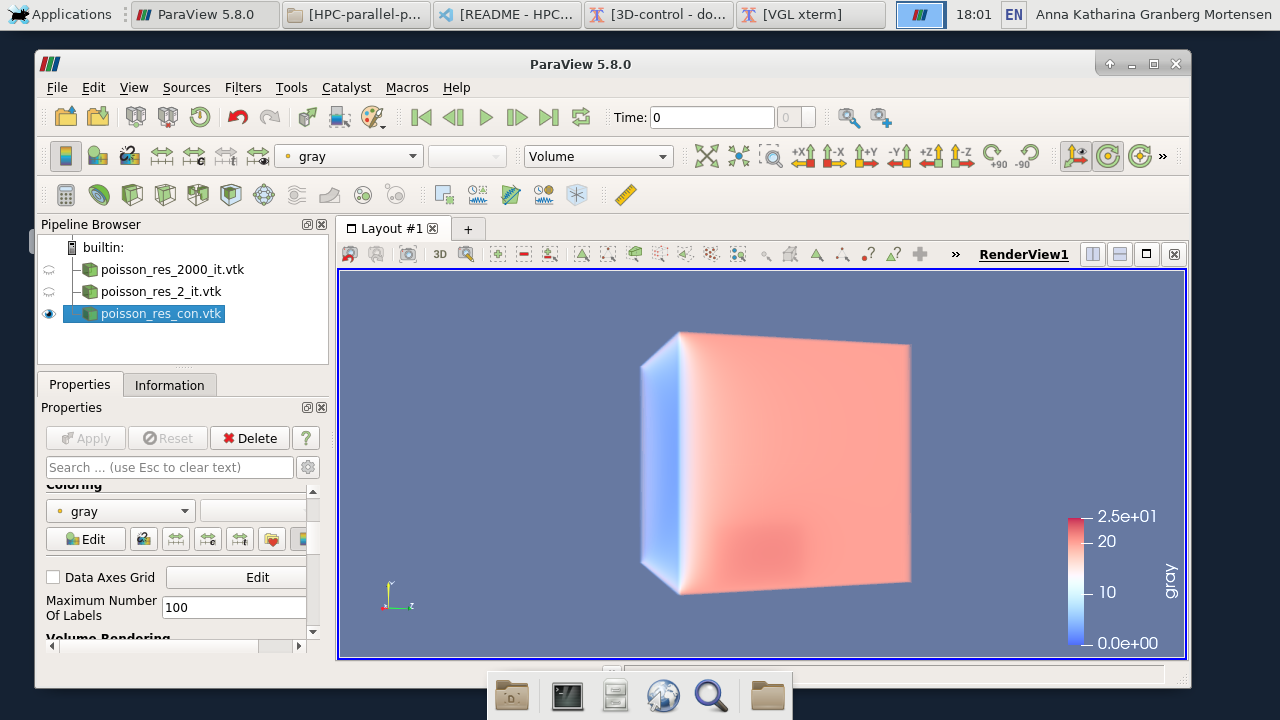 Applications
ParaView 5.8.0
[HPC-parallel-p...
[README - HPC...
[3D-control - do...
[VGL xterm]
18:01
EN
Anna Katharina Granberg Mortensen
ParaView 5.8.0
File Edit View Sources Filters Tools Catalyst Macros Help
Time: 0 0
gray
Volume
+X -X +Y -Y +Z -Z +90 -90 »
Pipeline Browser
builtin:
poisson_res_2000_it.vtk
poisson_res_2_it.vtk
poisson_res_con.vtk
Properties Information
Properties
Apply Reset Delete ?
Search ... (use Esc to clear text)
Coloring
gray
Edit
Data Axes Grid Edit
Maximum Number
Of Labels
100
Volume Rendering
Layout #1 +
3D » RenderView1
2.5e+01
20
10
0.0e+00
gray
Y
Z